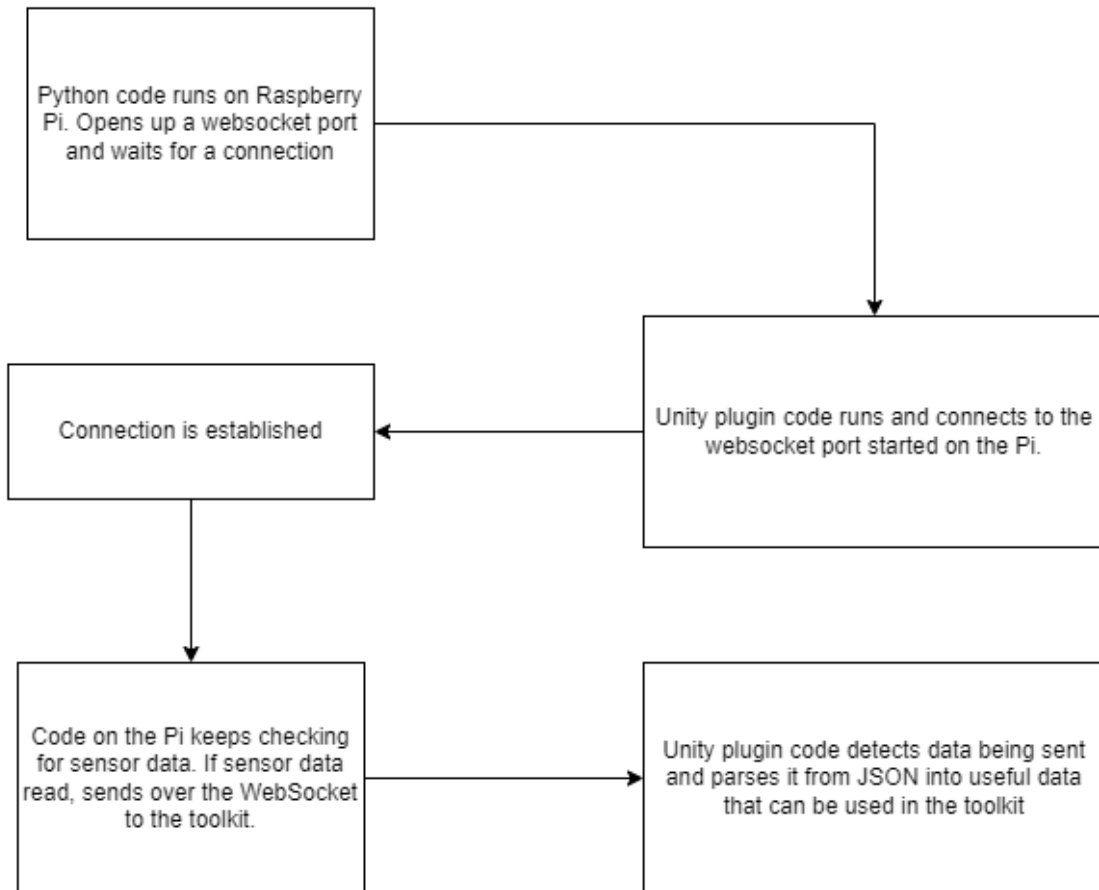 Python code runs on Raspberry
Pi. Opens up a websocket port
and waits for a connection
Unity plugin code runs and connects to the
websocket port started on the Pi.
Connection is established
Code on the Pi keeps checking
for sensor data. If sensor data
read, sends over the WebSocket
to the toolkit.
Unity plugin code detects data being sent
and parses it from JSON into useful data
that can be used in the toolkit